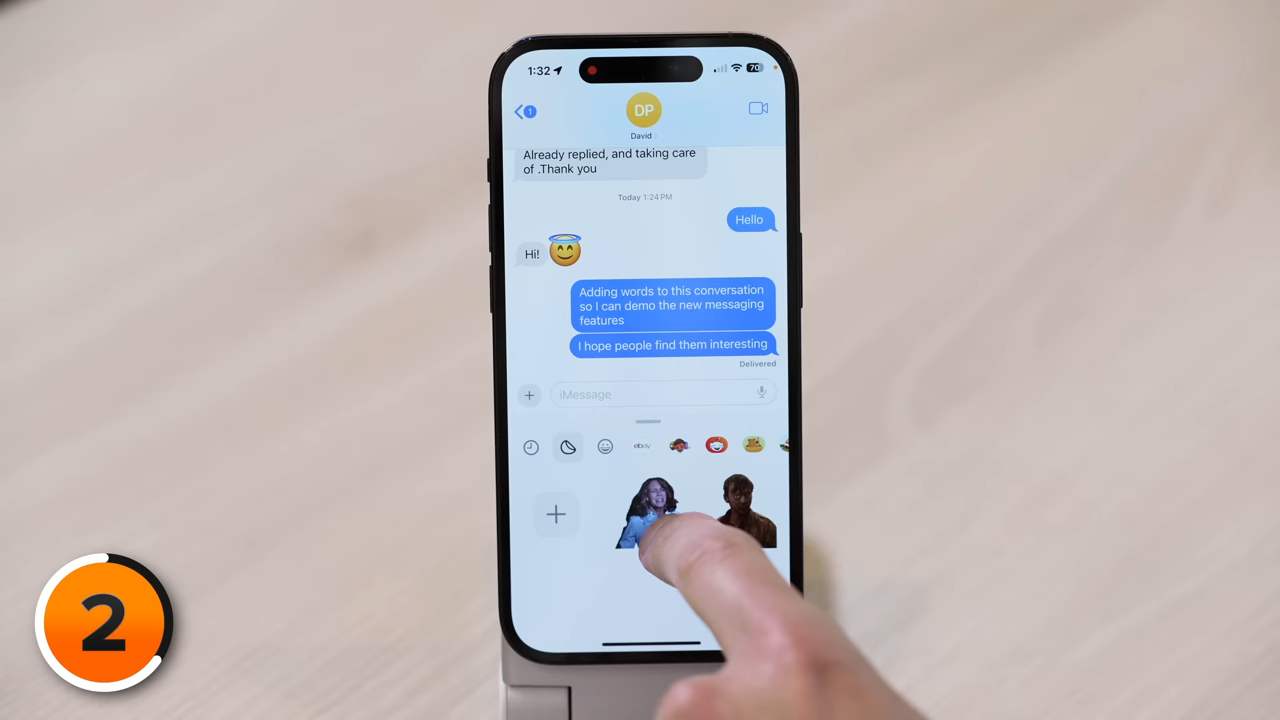 1:32
70
1
DP
David
Already replied, and taking care
of .Thank you
Today 1:24 PM
Hello
Hi!
Adding words to this conversation
so I can demo the new messaging
features
I hope people find them interesting
Delivered
iMessage
ebay
2